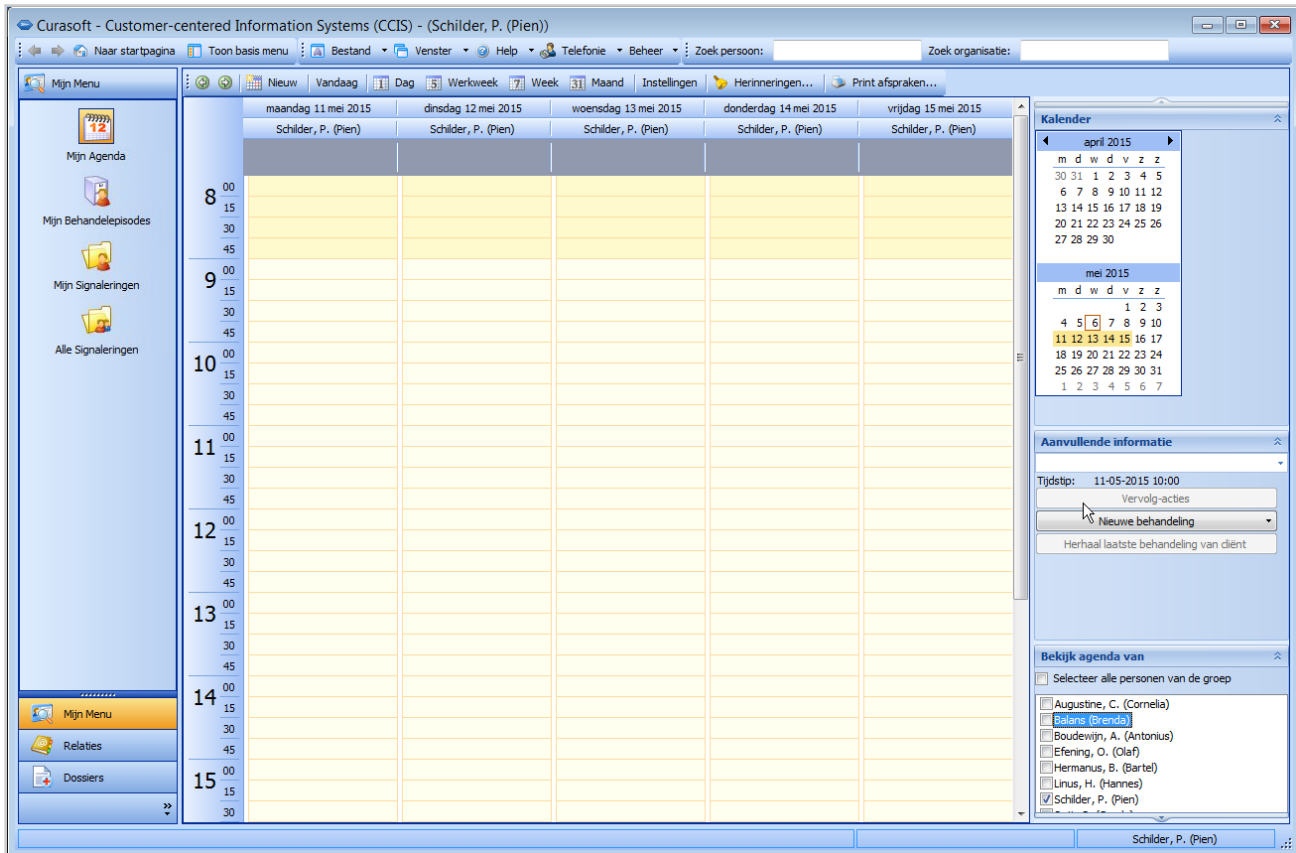 Curasoft - Customer-centered Information Systems (CCIS) - (Schilder, P. (Pien))
Naar startpagina Toon basis menu Bestand Venster Help Telefonie Beheer Zoek persoon: Zoek organisatie:
Mijn Menu
Mijn Agenda
Mijn Behandelepisodes
Mijn Signaleringen
Alle Signaleringen
Mijn Menu
Relaties
Dossiers
Nieuw Vandaag Dag Werkweek Week Maand Instellingen Herinneringen... Print afspraken...
maandag 11 mei 2015 dinsdag 12 mei 2015 woensdag 13 mei 2015 donderdag 14 mei 2015 vrijdag 15 mei 2015
Schilder, P. (Pien) Schilder, P. (Pien) Schilder, P. (Pien) Schilder, P. (Pien) Schilder, P. (Pien)
8 00
15
30
45
9 00
15
30
45
10 00
15
30
45
11 00
15
30
45
12 00
15
30
45
13 00
15
30
45
14 00
15
30
45
15 00
15
30
Kalender
april 2015
m d w d v z z
30 31 1 2 3 4 5
6 7 8 9 10 11 12
13 14 15 16 17 18 19
20 21 22 23 24 25 26
27 28 29 30
mei 2015
m d w d v z z
1 2 3
4 5 6 7 8 9 10
11 12 13 14 15 16 17
18 19 20 21 22 23 24
25 26 27 28 29 30 31
1 2 3 4 5 6 7
Aanvullende informatie
Tijdstip: 11-05-2015 10:00
Vervolg-acties
Nieuwe behandeling
Herhaal laatste behandeling van cliënt
Bekijk agenda van
Selecteer alle personen van de groep
Augustine, C. (Cornelia)
Balans (Brenda)
Boudewijn, A. (Antonius)
Efening, O. (Olaf)
Hermanus, B. (Bartel)
Linus, H. (Hannes)
Schilder, P. (Pien)
Schilder, P. (Pien)